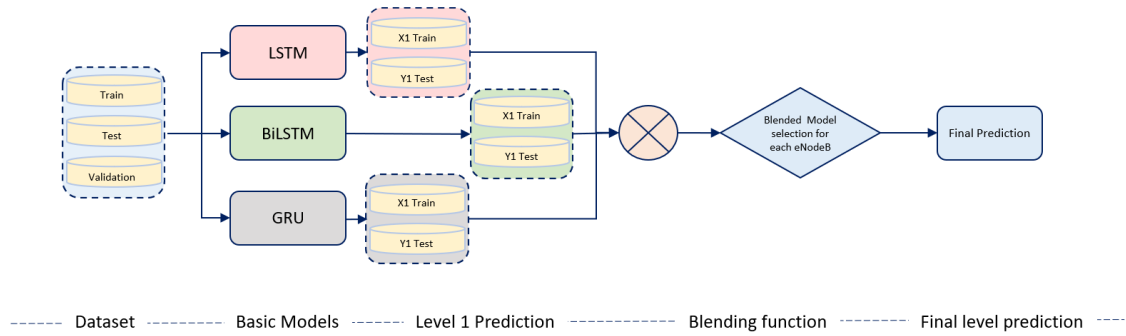 Train
Test
Validation
LSTM
X1 Train
Y1 Test
BiLSTM
X1 Train
Y1 Test
GRU
X1 Train
Y1 Test
Blended Model
selection for
each eNodeB
Final Prediction
Dataset
Basic Models
Level 1 Prediction
Blending function
Final level prediction